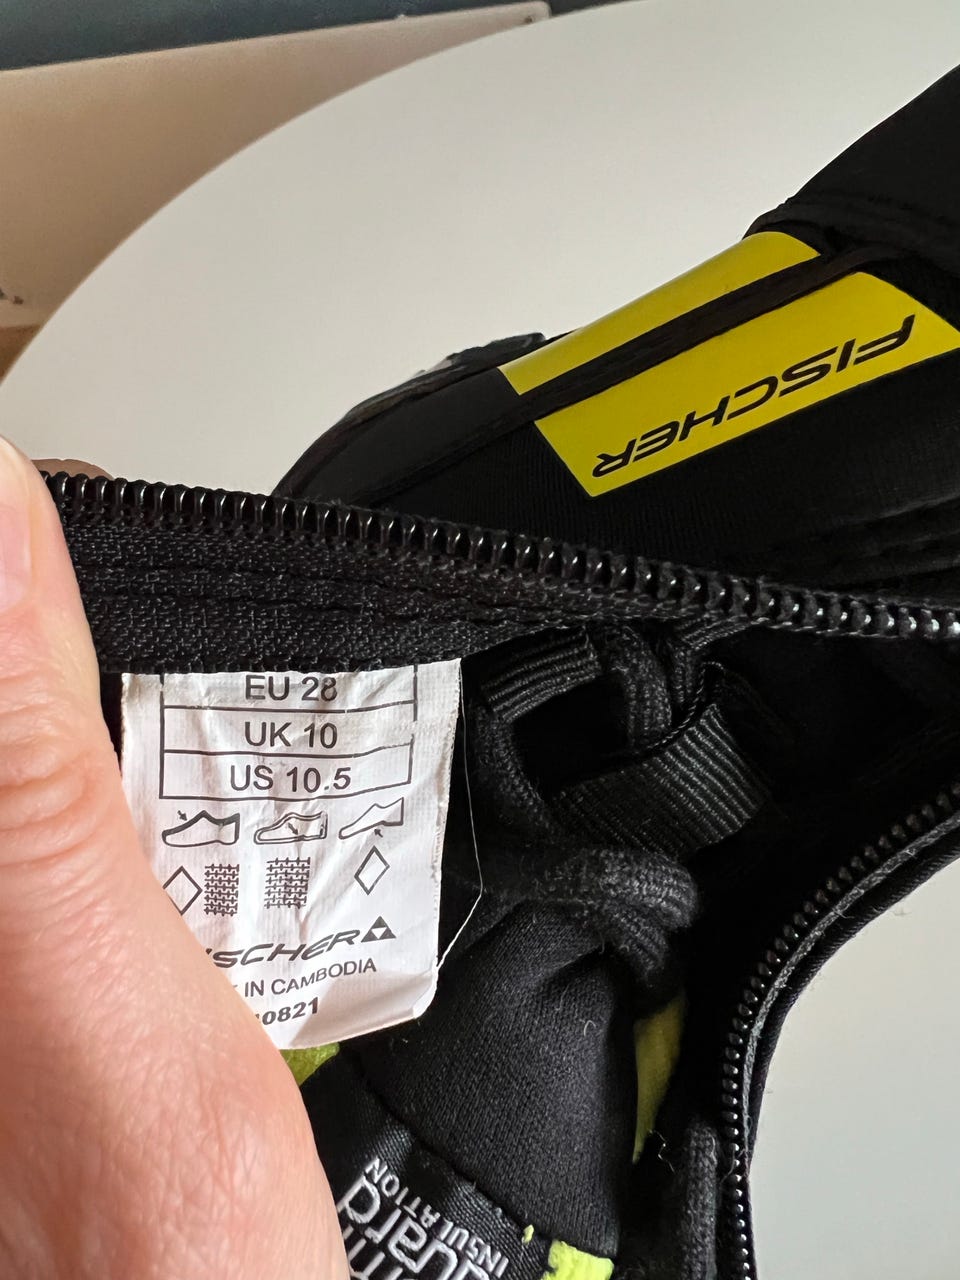 FISCHER
EU 28
UK 10
US 10.5
SCHER
IN CAMBODIA
0821
INSULATION